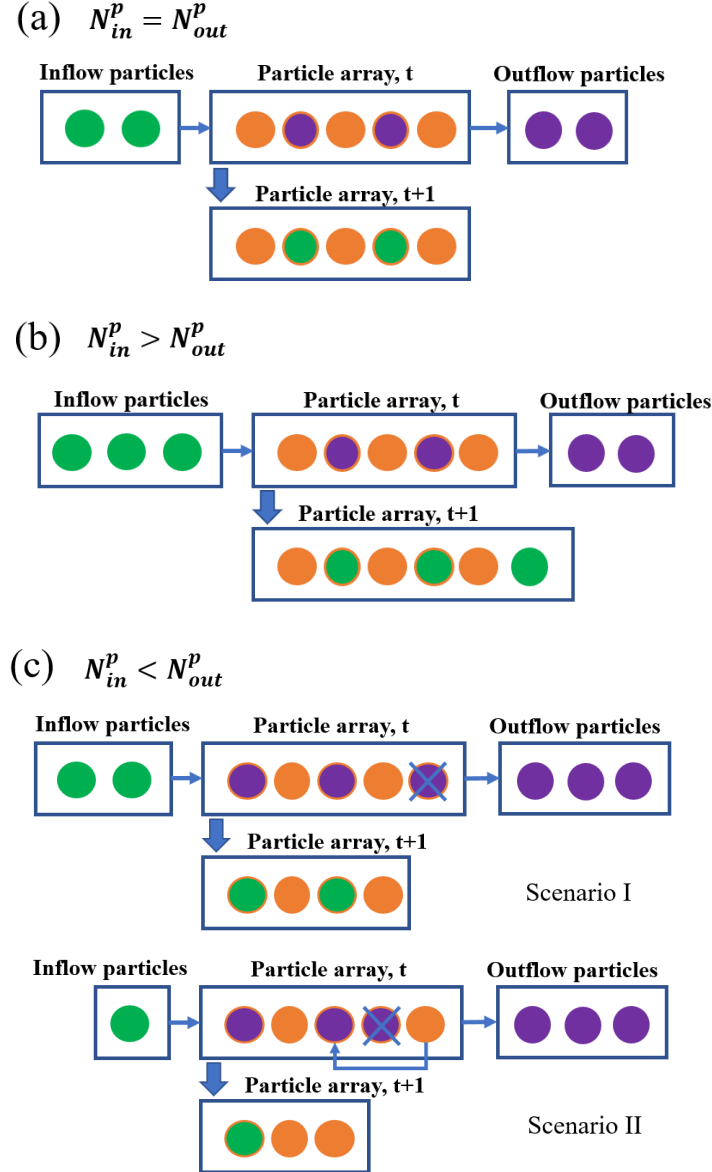 (a) N^p_in = N^p_out
Inflow particles Particle array, t Outflow particles
Particle array, t+1
(b) N^p_in > N^p_out
Inflow particles Particle array, t Outflow particles
Particle array, t+1
(c) N^p_in < N^p_out
Inflow particles Particle array, t Outflow particles
Particle array, t+1
Scenario I
Inflow particles Particle array, t Outflow particles
Particle array, t+1
Scenario II